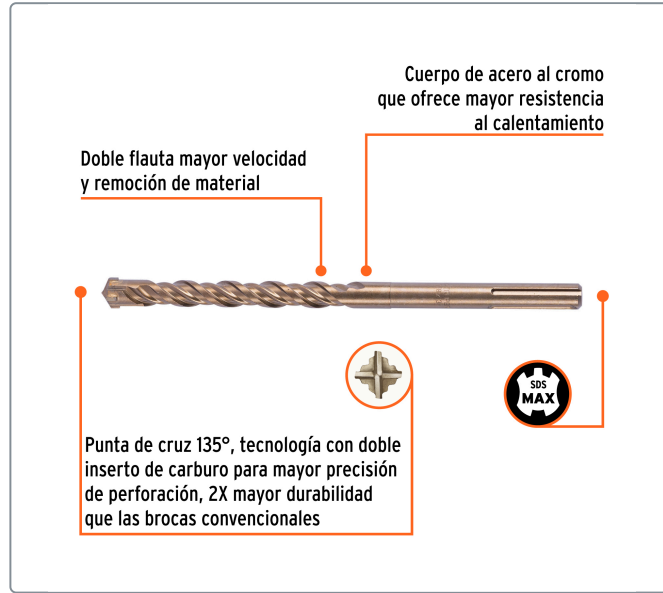 Cuerpo de acero al cromo
que ofrece mayor resistencia
al calentamiento
Doble flauta mayor velocidad
y remoción de material
SDS
MAX
Punta de cruz 135°, tecnología con doble
inserto de carburo para mayor precisión
de perforación, 2X mayor durabilidad
que las brocas convencionales